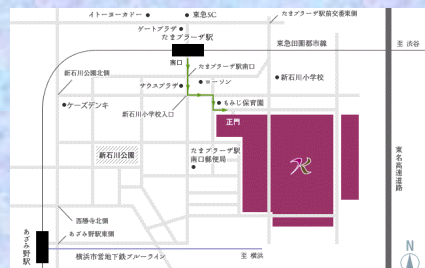 イトーヨーカドー
東急SC
たまプラーザ駅前交番東側
ゲートプラザ
たまプラーザ駅
東急田園都市線
至 渋谷
南口
たまプラーザ駅南口
新石川公園北側
サウスプラザ
ローソン
新石川小学校
ケーズデンキ
もみじ保育園
新石川小学校入口
正門
新石川公園
たまプラーザ駅
南口郵便局
東名高速道路
西勝寺北側
あざみ野駅東側
あざみ野駅
横浜市営地下鉄ブルーライン
至 横浜
N